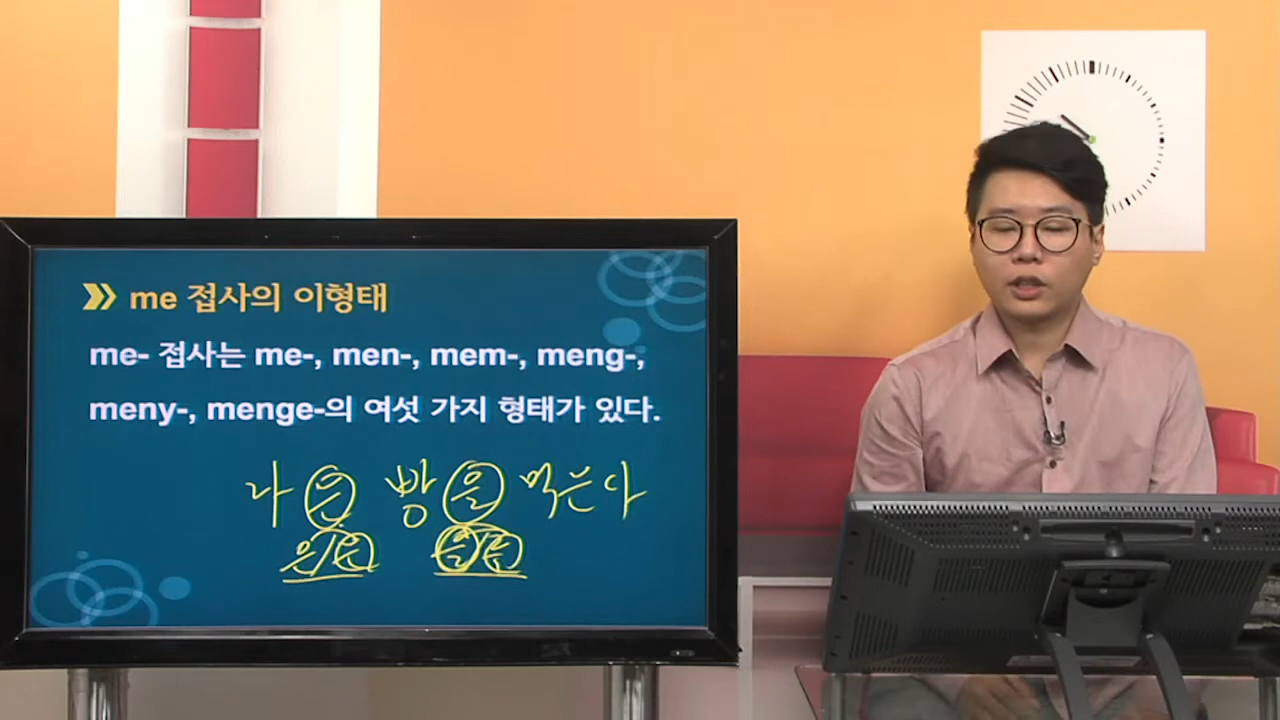 me 접사의 이형태
me- 접사는 me-, men-, mem-, meng-,
meny-, menge-의 여섯 가지 형태가 있다.
나는 빵을 먹는다
은/는 을/를